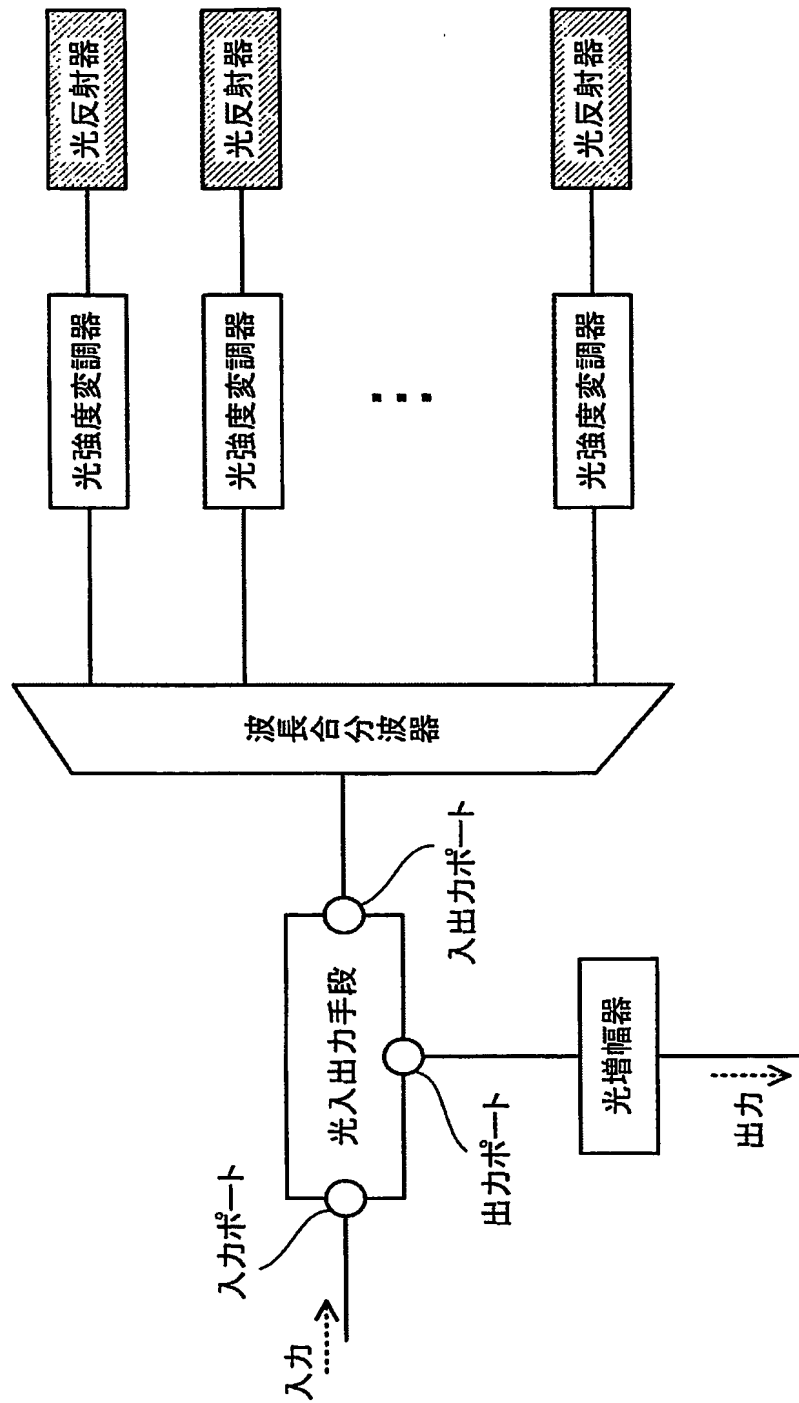 入力
入力ポート
光入出力手段
出力ポート
入出力ポート
光増幅器
出力
波長合分波器
光強度変調器
光反射器
光強度変調器
光反射器
光強度変調器
光反射器